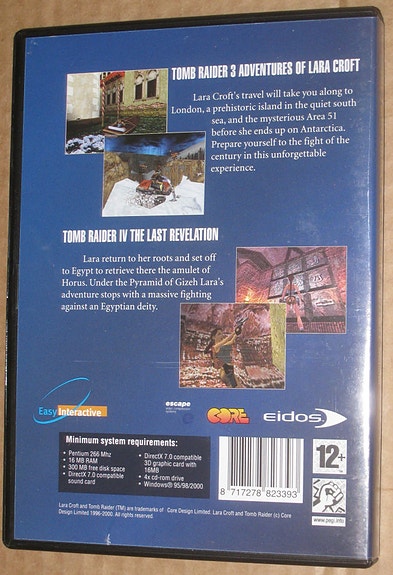 TOMB RAIDER 3 ADVENTURES OF LARA CROFT
Lara Croft's travel will take you along to
London, a prehistoric island in the quiet south
sea, and the mysterious Area 51
before she ends up on Antarctica.
Prepare yourself to the fight of the
century in this unforgettable
experience.
TOMB RAIDER IV THE LAST REVELATION
Lara return to her roots and set off
to Egypt to retrieve there the amulet of
Horus. Under the Pyramid of Gizeh Lara's
adventure stops with a massive fighting
against an Egyptian deity.
Easy Interactive
escape
CORE
eidos
Minimum system requirements:
• Pentium 266 Mhz
• 16 MB RAM
• 300 MB free disk space
• DirectX 7.0 compatible
sound card
• DirectX 7.0 compatible
3D graphic card with
16MB
• 4x cd-rom drive
• Windows® 95/98/2000
8 717278 823393
12+
www.pegi.info
Lara Croft and Tomb Raider (TM) are trademarks of Core Design Limited. Lara Croft and Tomb Raider (c) Core
Design Limited 1996-2000. All rights reserved.